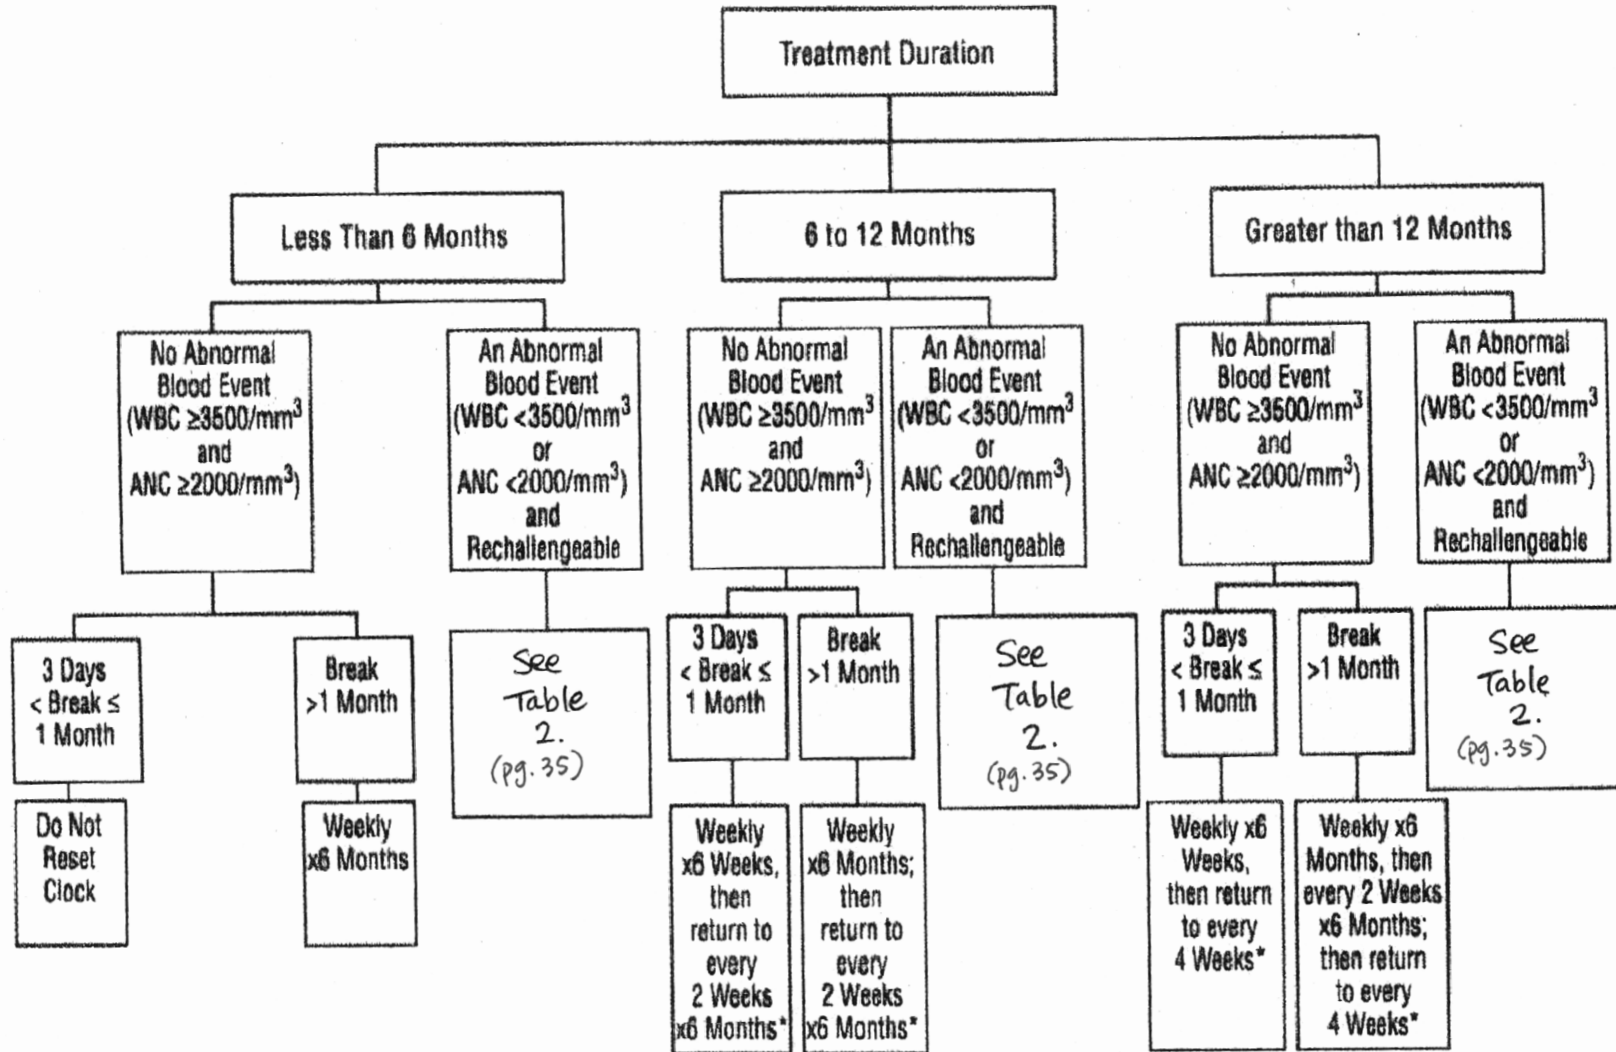 Treatment Duration
Less Than 6 Months
6 to 12 Months
Greater than 12 Months
No Abnormal
Blood Event
(WBC ≥3500/mm³
and
ANC ≥2000/mm³)
An Abnormal
Blood Event
(WBC <3500/mm³
or
ANC <2000/mm³)
and
Rechallengeable
No Abnormal
Blood Event
(WBC ≥3500/mm³
and
ANC ≥2000/mm³)
An Abnormal
Blood Event
(WBC <3500/mm³
or
ANC <2000/mm³)
and
Rechallengeable
No Abnormal
Blood Event
(WBC ≥3500/mm³
and
ANC ≥2000/mm³)
An Abnormal
Blood Event
(WBC <3500/mm³
or
ANC <2000/mm³)
and
Rechallengeable
3 Days
< Break ≤
1 Month
Break
>1 Month
See
Table
2.
(pg. 35)
3 Days
< Break ≤
1 Month
Break
>1 Month
See
Table
2.
(pg. 35)
3 Days
< Break ≤
1 Month
Break
>1 Month
See
Table
2.
(pg. 35)
Do Not
Reset
Clock
Weekly
x6 Months
Weekly
x6 Weeks,
then
return to
every
2 Weeks
x6 Months*
Weekly
x6 Months;
then
return to
every
2 Weeks
x6 Months*
Weekly x6
Weeks,
then return
to every
4 Weeks*
Weekly x6
Months, then
every 2 Weeks
x6 Months;
then return
to every
4 Weeks*